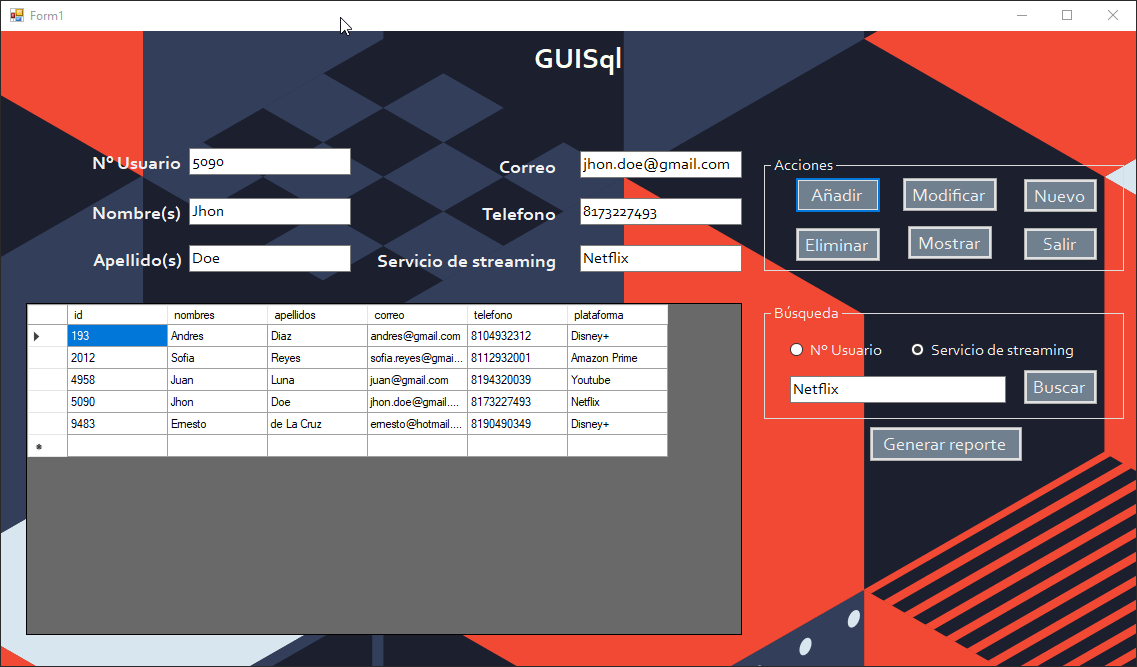 Form1
GUISql
Nº Usuario 5090
Correo jhon.doe@gmail.com
Nombre(s) Jhon
Telefono 8173227493
Apellido(s) Doe
Servicio de streaming Netflix
Acciones
Añadir Modificar Nuevo
Eliminar Mostrar Salir
id nombres apellidos correo telefono plataforma
193 Andres Diaz andres@gmail.com 8104932312 Disney+
2012 Sofia Reyes sofia.reyes@gmai... 8112932001 Amazon Prime
4958 Juan Luna juan@gmail.com 8194320039 Youtube
5090 Jhon Doe jhon.doe@gmail.... 8173227493 Netflix
9483 Ernesto de La Cruz ernesto@hotmail.... 8190490349 Disney+
Búsqueda
Nº Usuario Servicio de streaming
Netflix Buscar
Generar reporte